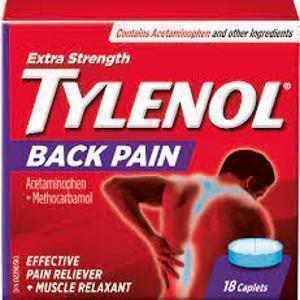 Contains Acetaminophen and other Ingredients
Extra Strength
TYLENOL®
BACK PAIN
Acetaminophen
+ Methocarbamol
EFFECTIVE
PAIN RELIEVER
+ MUSCLE RELAXANT
18 Caplets